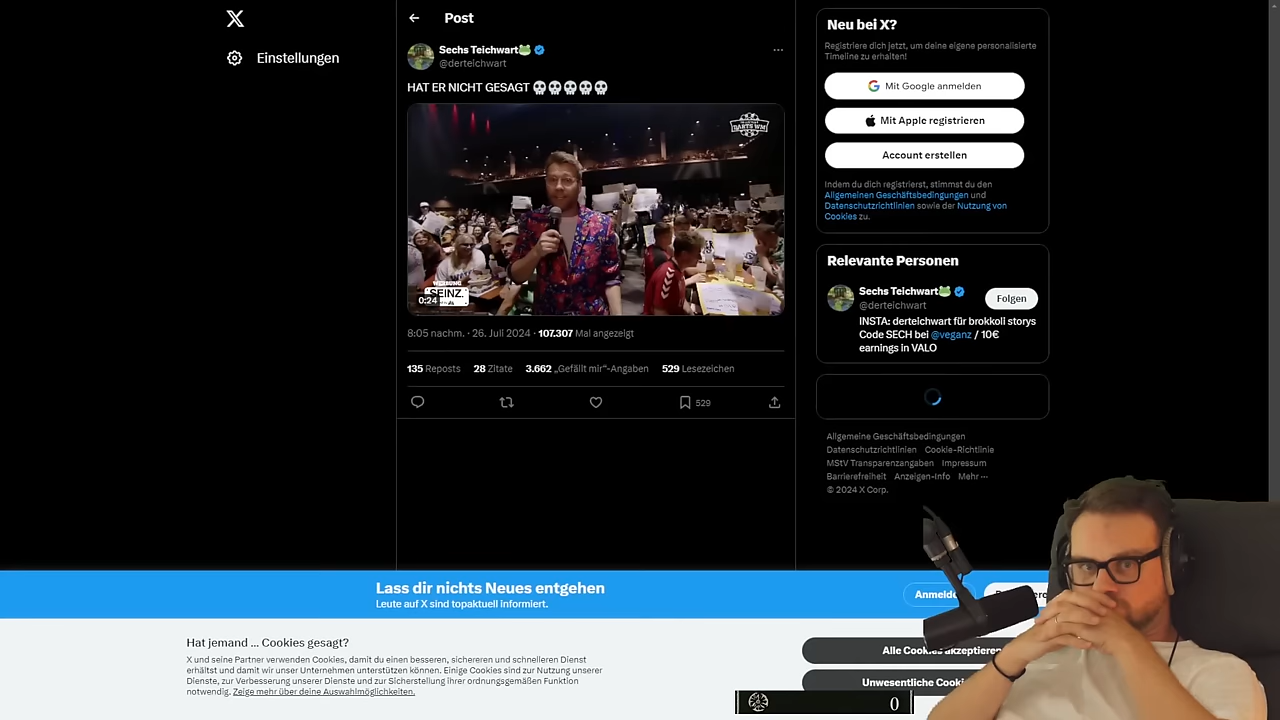 Einstellungen
Post
Sechs Teichwart🐸
@derteichwart
HAT ER NICHT GESAGT 💀💀💀💀💀
DARTS WM
WERBUNG
SEINZ.
0:24
8:05 nachm. · 26. Juli 2024 · 107.307 Mal angezeigt
135 Reposts 28 Zitate 3.662 „Gefällt mir“-Angaben 529 Lesezeichen
529
Neu bei X?
Registriere dich jetzt, um deine eigene personalisierte
Timeline zu erhalten!
Mit Google anmelden
Mit Apple registrieren
Account erstellen
Indem du dich registrierst, stimmst du den
Allgemeinen Geschäftsbedingungen und
Datenschutzrichtlinien sowie der Nutzung von
Cookies zu.
Relevante Personen
Sechs Teichwart🐸
@derteichwart
Folgen
INSTA: derteichwart für brokkoli storys
Code SECH bei @veganz / 10€
earnings in VALO
Allgemeine Geschäftsbedingungen
Datenschutzrichtlinien Cookie-Richtlinie
MStV Transparenzangaben Impressum
Barrierefreiheit Anzeigen-Info Mehr ···
© 2024 X Corp.
Lass dir nichts Neues entgehen
Leute auf X sind topaktuell informiert.
Anmelde
Hat jemand … Cookies gesagt?
X und seine Partner verwenden Cookies, damit du einen besseren, sichereren und schnelleren Dienst
erhältst und damit wir unser Unternehmen unterstützen können. Einige Cookies sind zur Nutzung unserer
Dienste, zur Verbesserung unserer Dienste und zur Sicherstellung ihrer ordnungsgemäßen Funktion
notwendig. Zeige mehr über deine Auswahlmöglichkeiten.
Alle Cookies akzeptieren
Unwesentliche Cooki
0